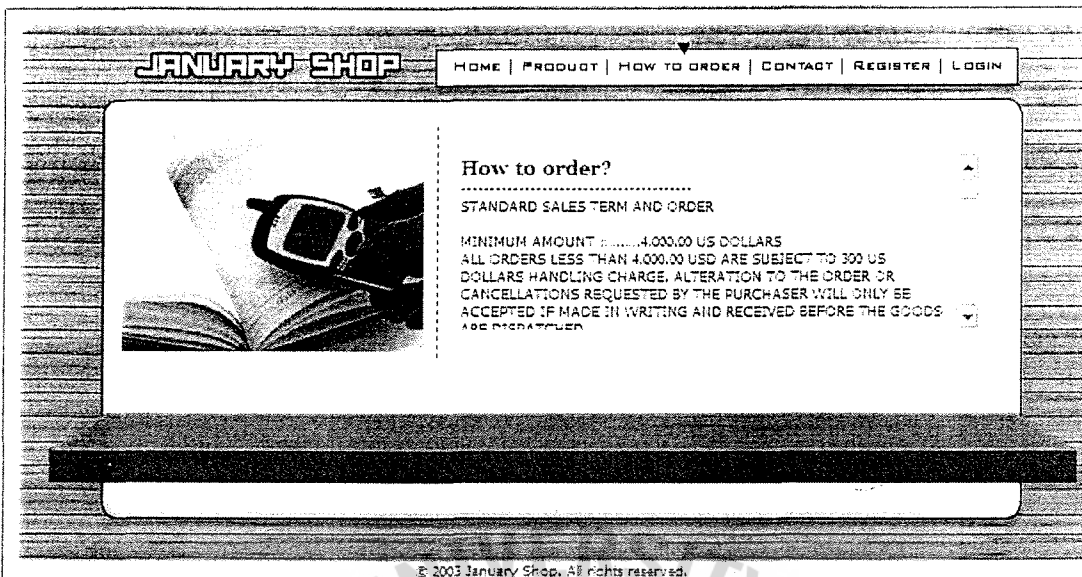 JANUARY SHOP
HOME | PRODUCT | HOW TO ORDER | CONTACT | REGISTER | LOGIN
How to order?
STANDARD SALES TERM AND ORDER
MINIMUM AMOUNT :.........4.000.00 US DOLLARS
ALL ORDERS LESS THAN 4.000.00 USD ARE SUBJECT TO 300 US
DOLLARS HANDLING CHARGE. ALTERATION TO THE ORDER OR
CANCELLATIONS REQUESTED BY THE PURCHASER WILL ONLY BE
ACCEPTED IF MADE IN WRITING AND RECEIVED BEFORE THE GOODS
ARE DISPATCHED
© 2003 January Shop. All rights reserved.